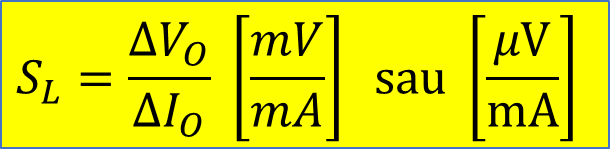 S_L = ΔV_O / ΔI_O [mV / mA] sau [μV / mA]